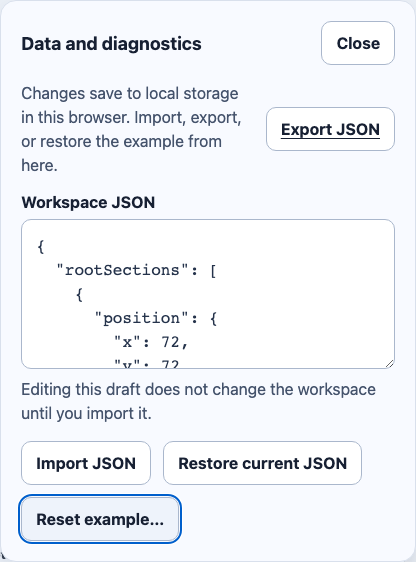 Data and diagnostics
Close
Changes save to local storage
in this browser. Import, export,
or restore the example from
here.
Export JSON
Workspace JSON
{
"rootSections": [
{
"position": {
"x": 72,
"y": 72
Editing this draft does not change the workspace
until you import it.
Import JSON
Restore current JSON
Reset example...